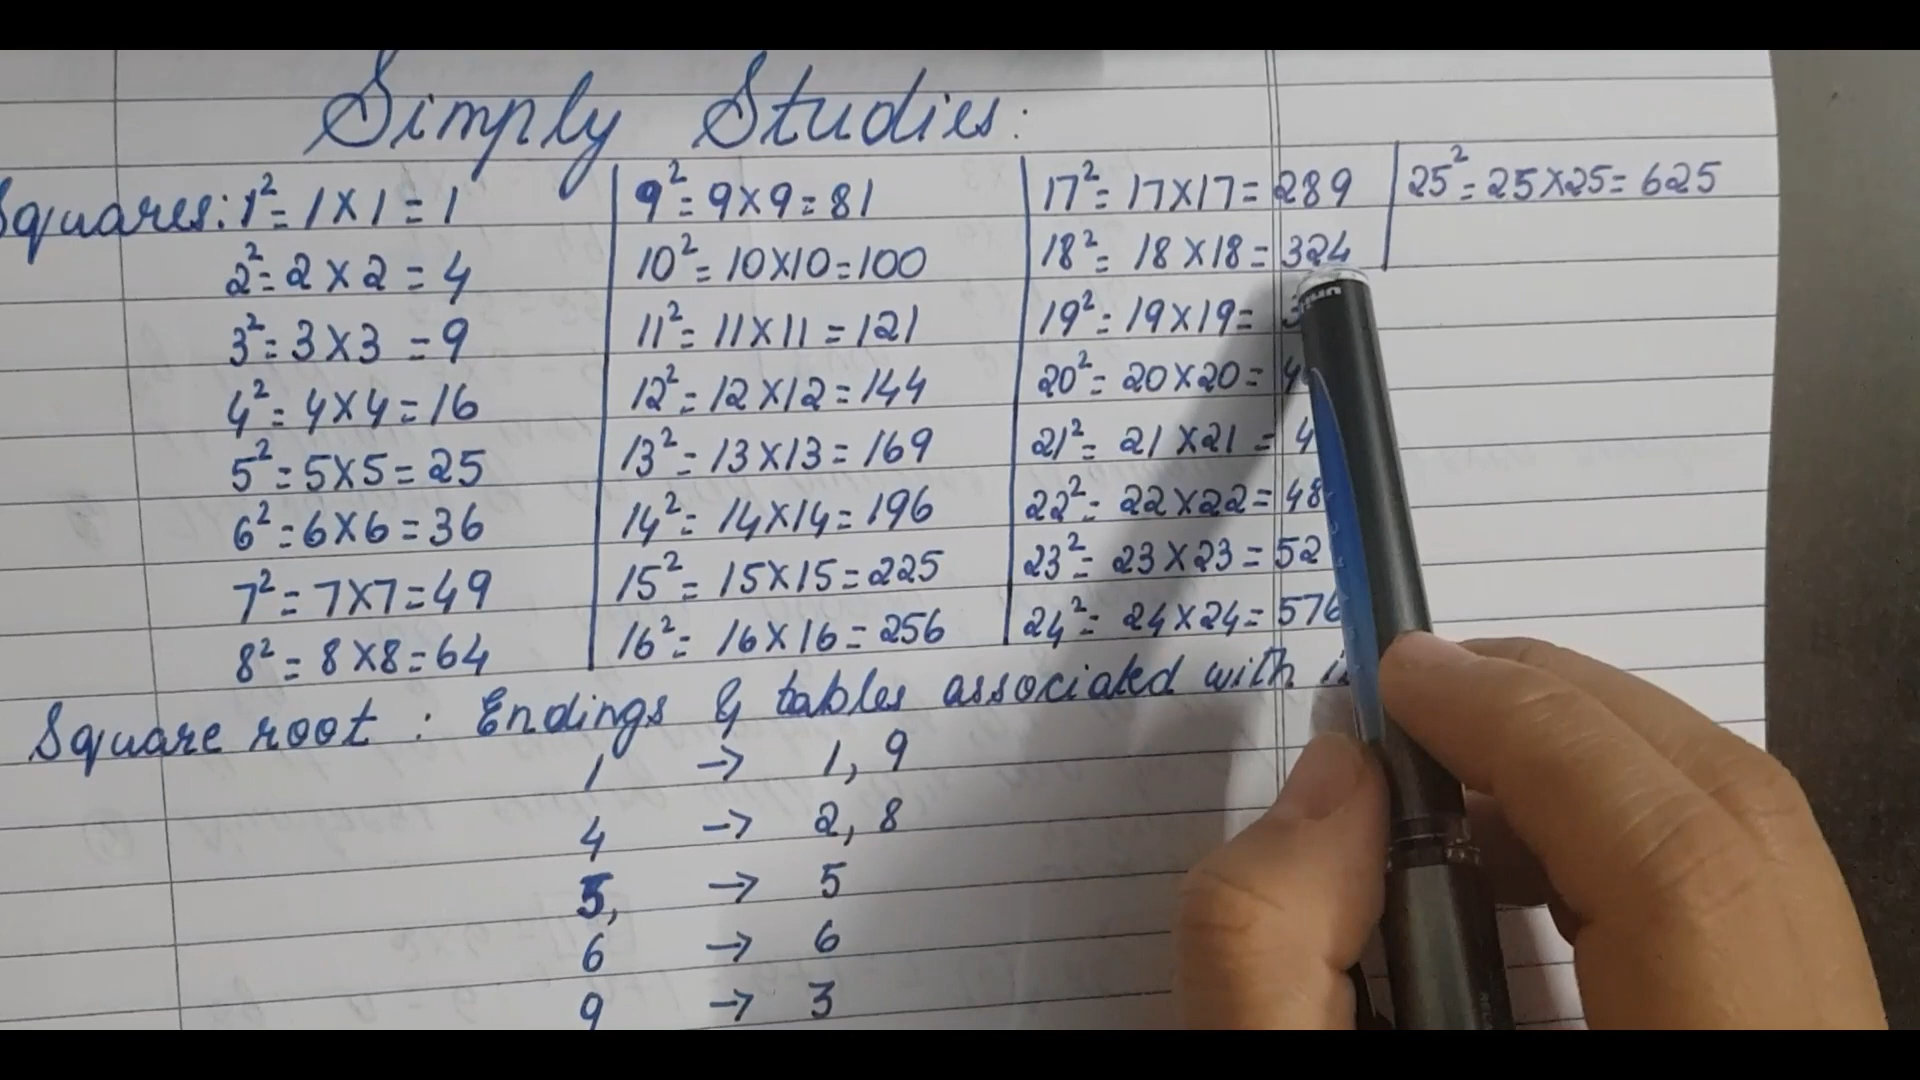 Simply Studies:
Squares: 1² = 1×1 = 1
2² = 2×2 = 4
3² = 3×3 = 9
4² = 4×4 = 16
5² = 5×5 = 25
6² = 6×6 = 36
7² = 7×7 = 49
8² = 8×8 = 64
9² = 9×9 = 81
10² = 10×10 = 100
11² = 11×11 = 121
12² = 12×12 = 144
13² = 13×13 = 169
14² = 14×14 = 196
15² = 15×15 = 225
16² = 16×16 = 256
17² = 17×17 = 289
18² = 18×18 = 324
19² = 19×19 = 3
20² = 20×20 = 4
21² = 21×21 = 4
22² = 22×22 = 48
23² = 23×23 = 52
24² = 24×24 = 576
25² = 25×25 = 625
Square root : Endings & tables associated with
1 → 1, 9
4 → 2, 8
5, → 5
6 → 6
9 → 3